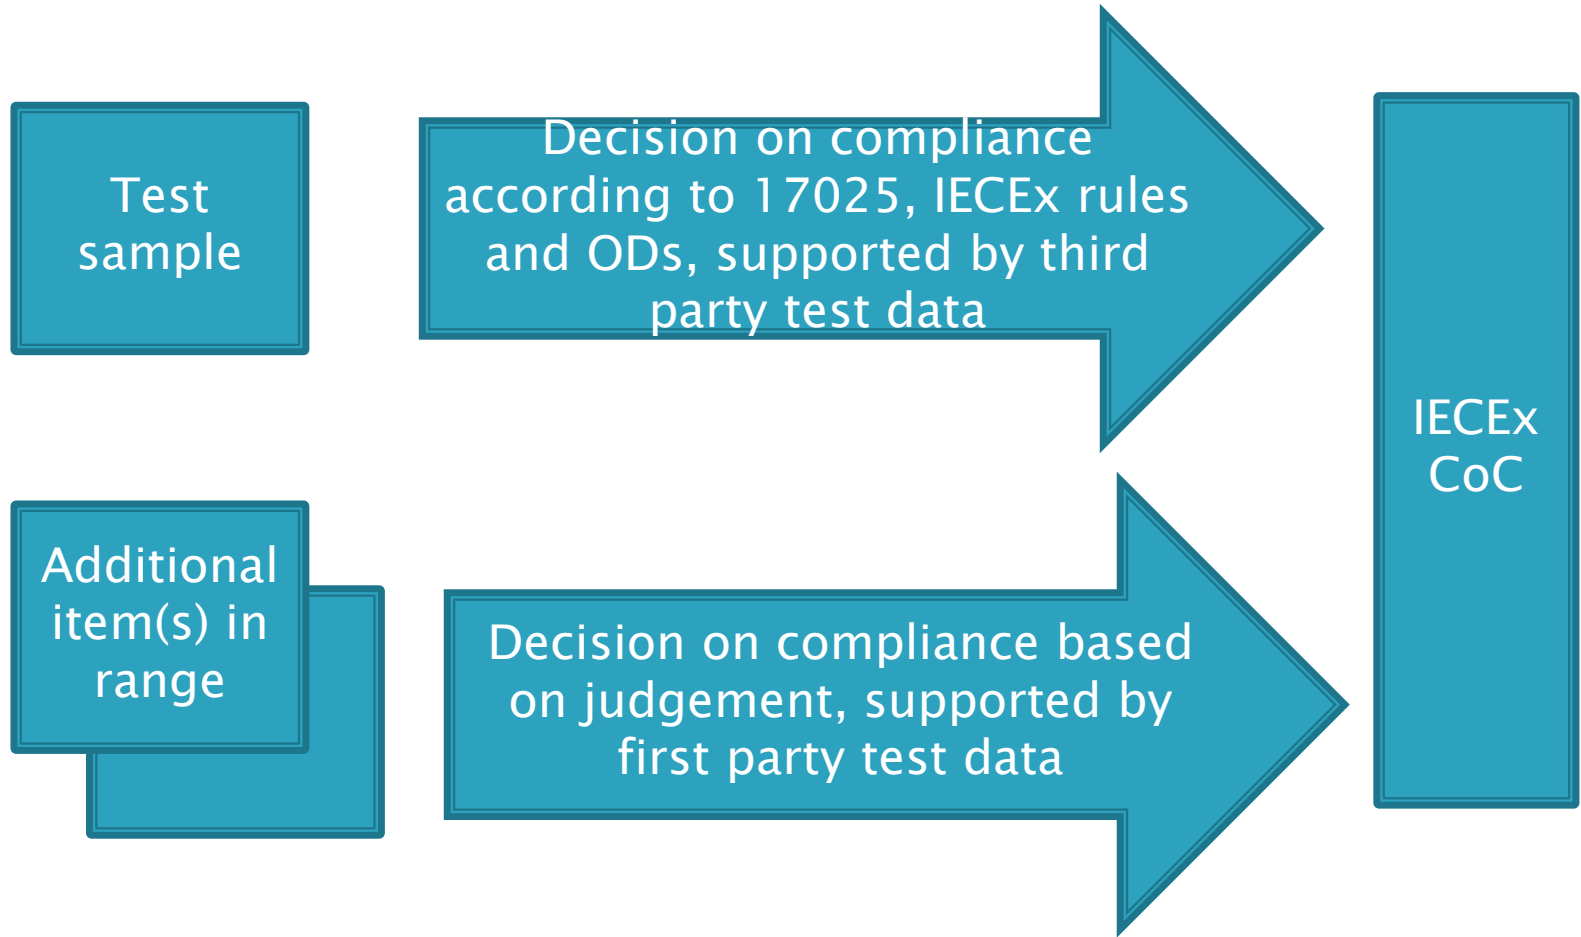 Test
sample
Decision on compliance
according to 17025, IECEx rules
and ODs, supported by third
party test data
IECEx
CoC
Additional
item(s) in
range
Decision on compliance based
on judgement, supported by
first party test data